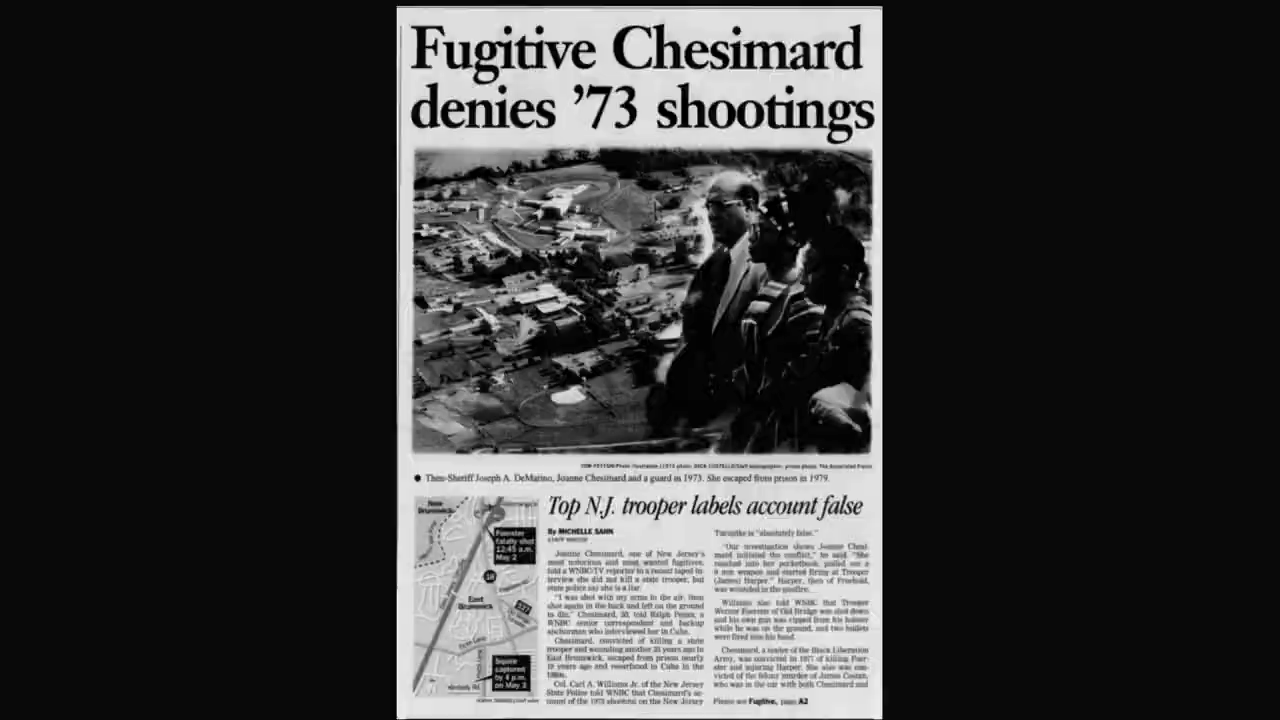 Fugitive Chesimard
denies ’73 shootings
● Then-Sheriff Joseph A. DeMarino, Joanne Chesimard and a guard in 1973. She escaped from prison in 1979.
New
Brunswick
Foerster
fatally shot
12:45 a.m.
May 2
18
East
Brunswick
Squire
captured
by 4 p.m.
on May 3
Top N.J. trooper labels account false
By MICHELLE SAHN
STAFF WRITER
Joanne Chesimard, one of New Jersey's
most notorious and most wanted fugitives,
told a WNBC/TV reporter in a recent taped in-
terview she did not kill a state trooper, but
state police say she is a liar.
"I was shot with my arms to the air, then
shot again in the back and left on the ground
to die," Chesimard, 50, told Ralph
WNBC senior correspondent and backup
anchorman who interviewed her in Cuba.
Chesimard, convicted of killing a state
trooper and wounding another 25 years ago in
East Brunswick, escaped from prison nearly
19 years ago and resurfaced in Cuba in the
1980s.
Col. Carl A. Williams Jr. of the New Jersey
State Police told WNBC that Chesimard's ac-
count of the 1973 shootout on the New Jersey
Turnpike is "absolutely false."
"Our investigation shows Joanne Chesi-
mard initiated the conflict," he said. "She
reached into her pocketbook, pulled out a
9 mm weapon and started firing at Trooper
(James) Harper." Harper, then of Freehold,
was wounded in the gunfire.
Williams also told WNBC that Trooper
Werner Foerster of Old Bridge was shot down
and his own gun was ripped from his holster
while he was on the ground, and two bullets
were fired into his head.
Chesimard, a leader of the Black Liberation
Army, was convicted in 1977 of killing Foer-
ster and injuring Harper. She also was con-
victed of the felony murder of James Costan,
who was in the car with both Chesimard and
Please see Fugitive, page A2